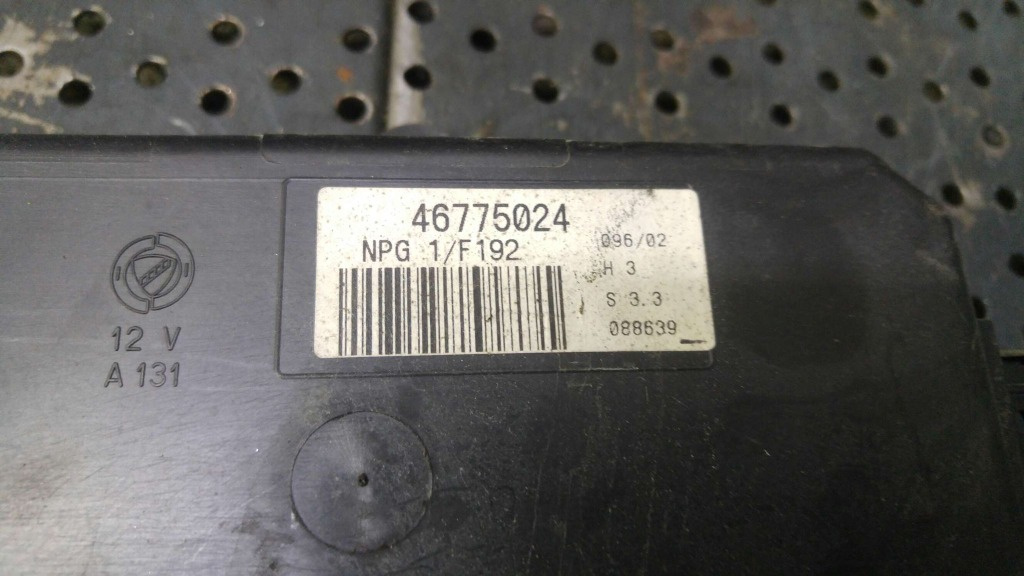 46775024
NPG 1/F192
096/02
H 3
S 3.3
088639
12 V
A 131